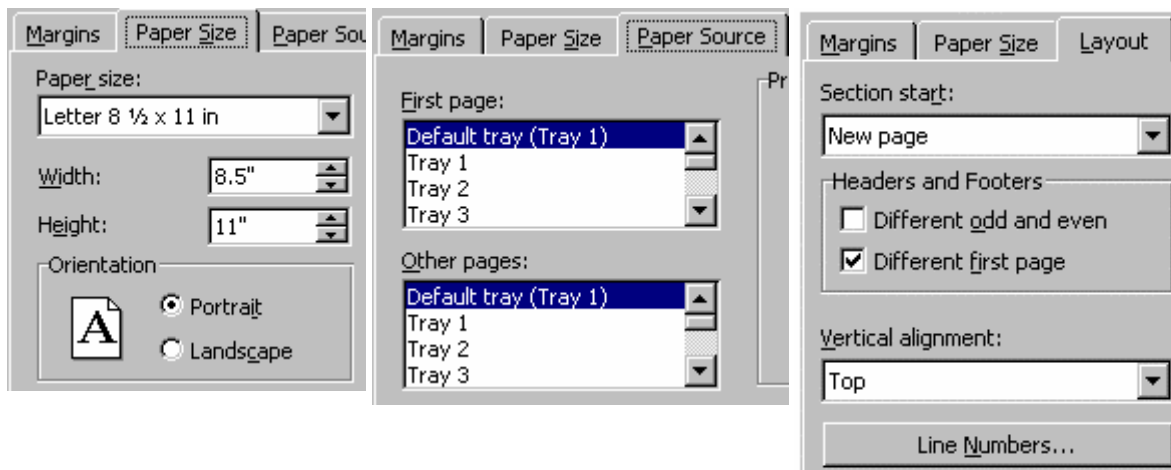 Margins Paper Size Paper Sou
Paper size:
Letter 8 ½ x 11 in
Width: 8.5"
Height: 11"
Orientation
A
Portrait
Landscape
Margins Paper Size Paper Source
Pr
First page:
Default tray (Tray 1)
Tray 1
Tray 2
Tray 3
Other pages:
Default tray (Tray 1)
Tray 1
Tray 2
Tray 3
Margins Paper Size Layout
Section start:
New page
Headers and Footers
Different odd and even
Different first page
Vertical alignment:
Top
Line Numbers...